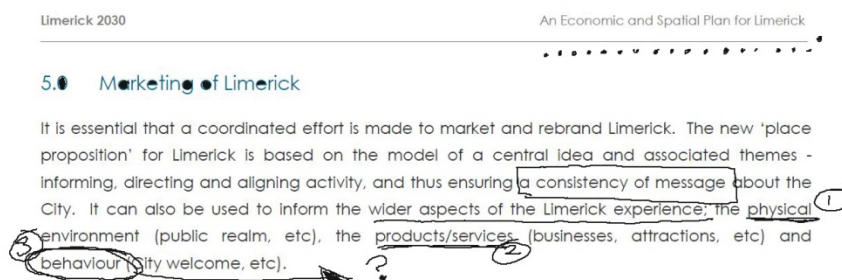 Limerick 2030 An Economic and Spatial Plan for Limerick
5.0 Marketing of Limerick
It is essential that a coordinated effort is made to market and rebrand Limerick. The new ‘place
proposition’ for Limerick is based on the model of a central idea and associated themes -
informing, directing and aligning activity, and thus ensuring a consistency of message about the
City. It can also be used to inform the wider aspects of the Limerick experience; the physical 1
environment (public realm, etc), the products/services (businesses, attractions, etc) and
3 2
behaviour (City welcome, etc). ?